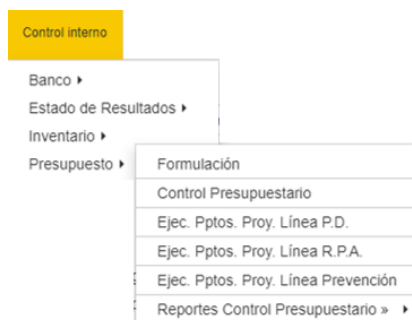 Control interno
Banco ▸
Estado de Resultados ▸
Inventario ▸
Presupuesto ▸
Formulación
Control Presupuestario
Ejec. Pptos. Proy. Línea P.D.
Ejec. Pptos. Proy. Línea R.P.A.
Ejec. Pptos. Proy. Línea Prevención
Reportes Control Presupuestario » ▸